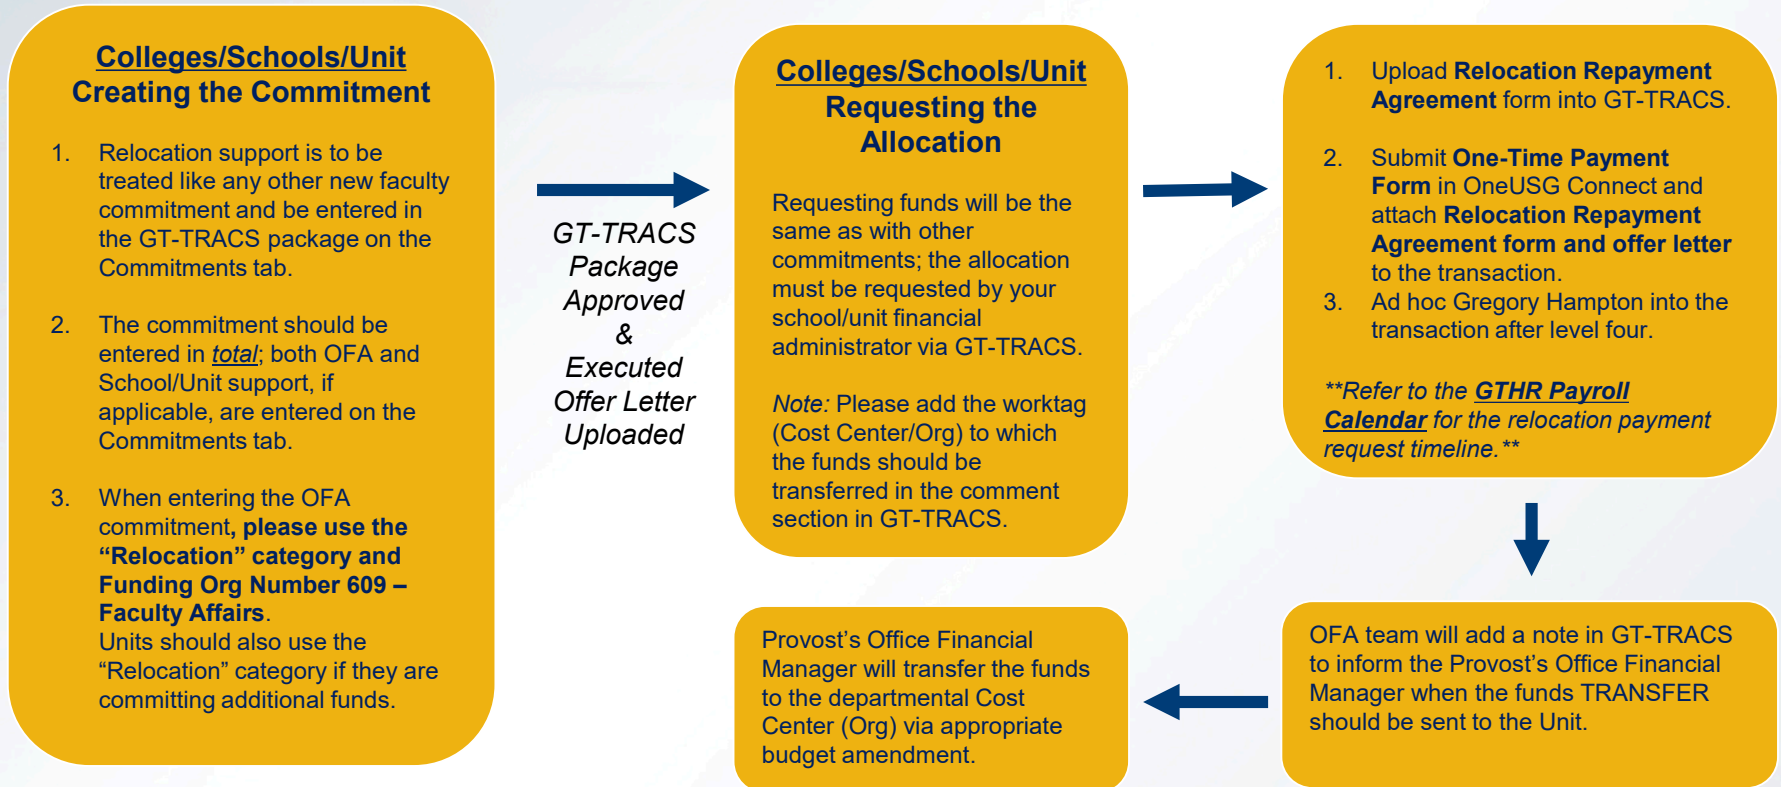 Colleges/Schools/Unit
Creating the Commitment
1. Relocation support is to be
treated like any other new faculty
commitment and be entered in
the GT-TRACS package on the
Commitments tab.
2. The commitment should be
entered in total; both OFA and
School/Unit support, if
applicable, are entered on the
Commitments tab.
3. When entering the OFA
commitment, please use the
“Relocation” category and
Funding Org Number 609 –
Faculty Affairs.
Units should also use the
“Relocation” category if they are
committing additional funds.
GT-TRACS
Package
Approved
&
Executed
Offer Letter
Uploaded
Colleges/Schools/Unit
Requesting the
Allocation
Requesting funds will be the
same as with other
commitments; the allocation
must be requested by your
school/unit financial
administrator via GT-TRACS.
Note: Please add the worktag
(Cost Center/Org) to which
the funds should be
transferred in the comment
section in GT-TRACS.
1. Upload Relocation Repayment
Agreement form into GT-TRACS.
2. Submit One-Time Payment
Form in OneUSG Connect and
attach Relocation Repayment
Agreement form and offer letter
to the transaction.
3. Ad hoc Gregory Hampton into the
transaction after level four.
**Refer to the GTHR Payroll
Calendar for the relocation payment
request timeline.**
OFA team will add a note in GT-TRACS
to inform the Provost’s Office Financial
Manager when the funds TRANSFER
should be sent to the Unit.
Provost’s Office Financial
Manager will transfer the funds
to the departmental Cost
Center (Org) via appropriate
budget amendment.